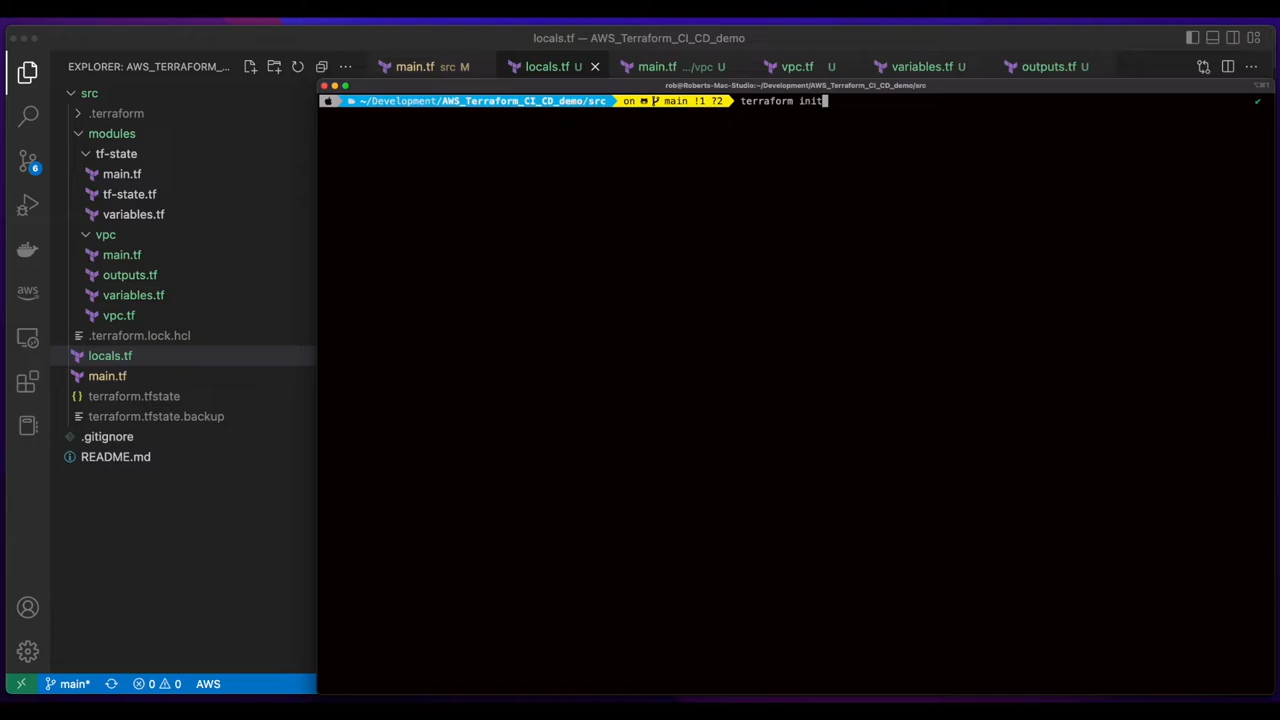 locals.tf — AWS_Terraform_CI_CD_demo
EXPLORER: AWS_TERRAFORM_...
main.tf src M
locals.tf U
main.tf .../vpc U
vpc.tf U
variables.tf U
outputs.tf U
rob@Roberts-Mac-Studio:~/Development/AWS_Terraform_CI_CD_demo/src
⌥⌘1
~/Development/AWS_Terraform_CI_CD_demo/src on main !1 ?2 terraform init
src
.terraform
modules
tf-state
main.tf
tf-state.tf
variables.tf
vpc
main.tf
outputs.tf
variables.tf
vpc.tf
.terraform.lock.hcl
locals.tf
main.tf
{} terraform.tfstate
terraform.tfstate.backup
.gitignore
README.md
6
aws
main* 0 0 AWS